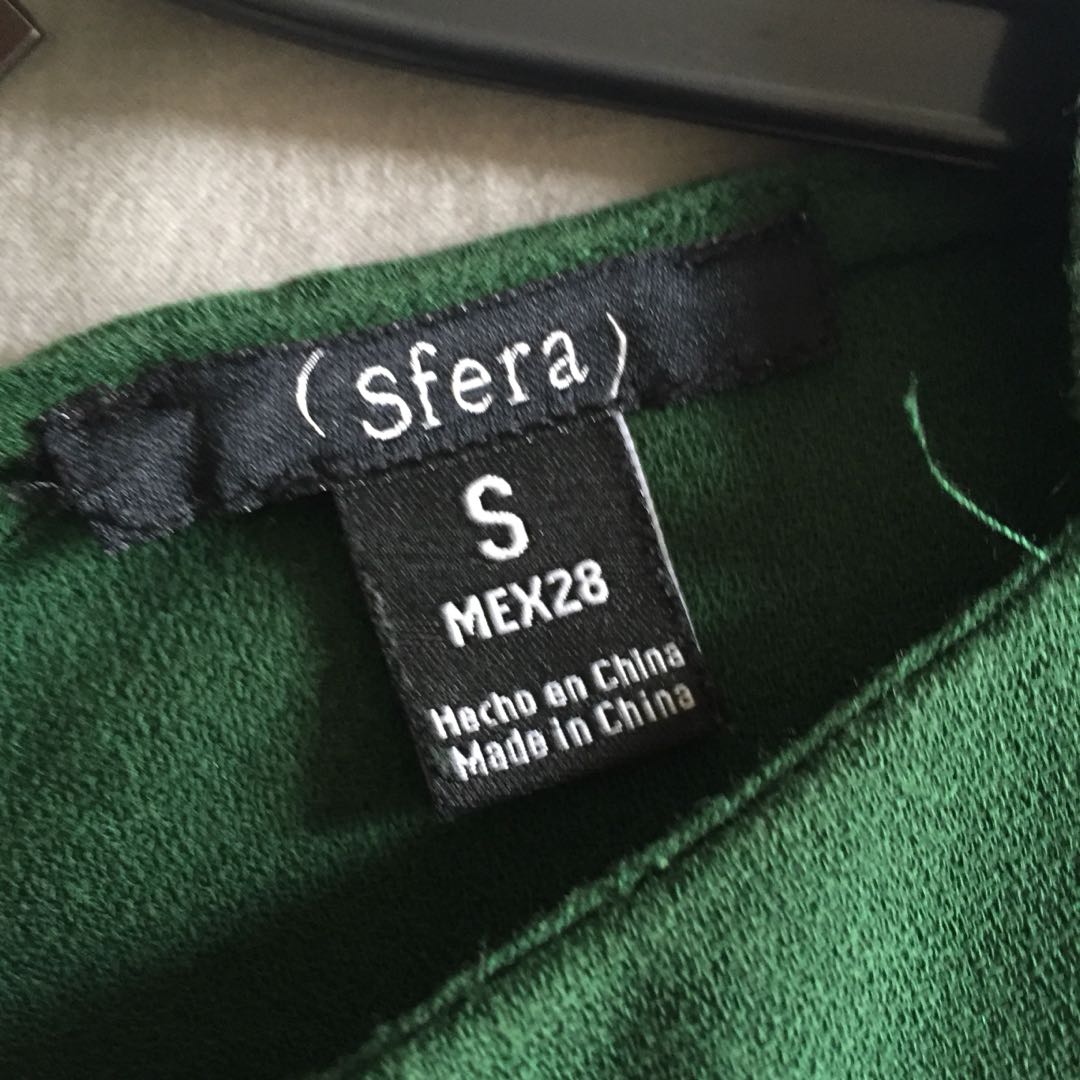 (sfera)
S
MEX28
Hecho en China
Made in China